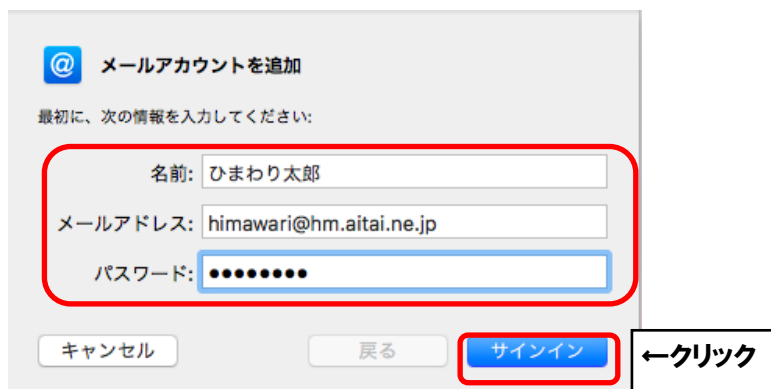 @ メールアカウントを追加
最初に、次の情報を入力してください:
名前: ひまわり太郎
メールアドレス: himawari@hm.aitai.ne.jp
パスワード: ●●●●●●●●
キャンセル 戻る サインイン ←クリック